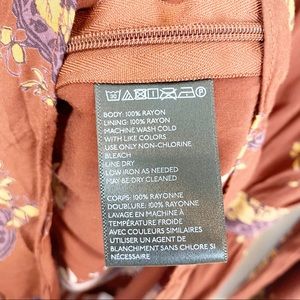 BODY: 100% RAYON
LINING: 100% RAYON
MACHINE WASH COLD
WITH LIKE COLORS
USE ONLY NON-CHLORINE
BLEACH
LINE DRY
LOW IRON AS NEEDED
MAY BE DRY CLEANED
CORPS: 100% RAYONNE
DOUBLURE: 100% RAYONNE
LAVAGE EN MACHINE À
TEMPÉRATURE FROIDE
AVEC COULEURS SIMILAIRES
UTILISER UN AGENT DE
BLANCHIMENT SANS CHLORE SI
NÉCESSAIRE